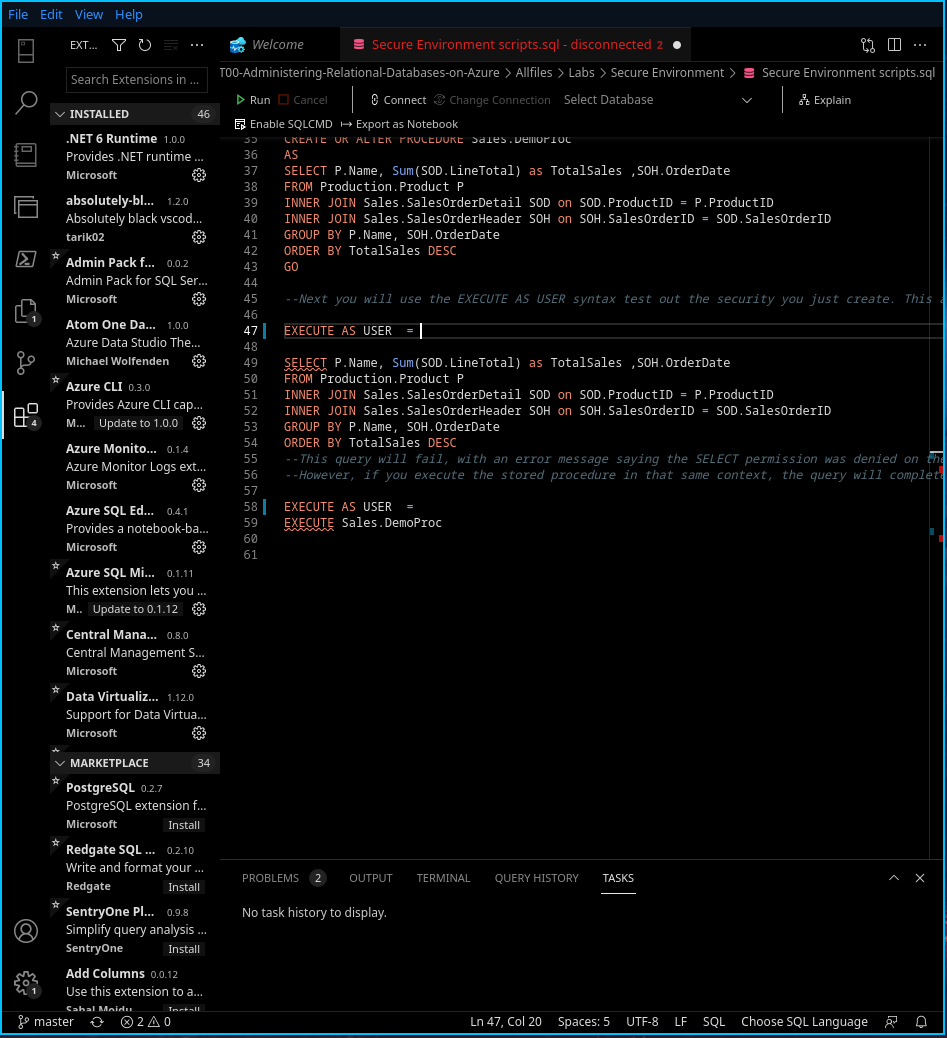 File Edit View Help
EXT...
Search Extensions in ...
INSTALLED 46
.NET 6 Runtime 1.0.0
Provides .NET runtime ...
Microsoft
absolutely-bl... 1.2.0
Absolutely black vscod...
tarik02
Admin Pack f... 0.0.2
Admin Pack for SQL Ser...
Microsoft
Atom One Da... 1.0.0
Azure Data Studio The...
Michael Wolfenden
Azure CLI 0.3.0
Provides Azure CLI cap...
M... Update to 1.0.0
Azure Monito... 0.1.4
Azure Monitor Logs ext...
Microsoft
Azure SQL Ed... 0.4.1
Provides a notebook-ba...
Microsoft
Azure SQL Mi... 0.1.11
This extension lets you ...
M.. Update to 0.1.12
Central Mana... 0.8.0
Central Management S...
Microsoft
Data Virtualiz... 1.12.0
Support for Data Virtua...
Microsoft
MARKETPLACE 34
PostgreSQL 0.2.7
PostgreSQL extension f...
Microsoft Install
Redgate SQL ... 0.2.10
Write and format your ...
Redgate Install
SentryOne Pl... 0.9.8
Simplify query analysis ...
SentryOne Install
Add Columns 0.0.12
Use this extension to a...
Sahal Moidu Install
1
4
1
Welcome
Secure Environment scripts.sql - disconnected 2
T00-Administering-Relational-Databases-on-Azure > Allfiles > Labs > Secure Environment > Secure Environment scripts.sql
Run Cancel Connect Change Connection Select Database Explain
Enable SQLCMD Export as Notebook
35 CREATE OR ALTER PROCEDURE Sales.DemoProc
36 AS
37 SELECT P.Name, Sum(SOD.LineTotal) as TotalSales ,SOH.OrderDate
38 FROM Production.Product P
39 INNER JOIN Sales.SalesOrderDetail SOD on SOD.ProductID = P.ProductID
40 INNER JOIN Sales.SalesOrderHeader SOH on SOH.SalesOrderID = SOD.SalesOrderID
41 GROUP BY P.Name, SOH.OrderDate
42 ORDER BY TotalSales DESC
43 GO
44
45 --Next you will use the EXECUTE AS USER syntax test out the security you just create. This a
46
47 EXECUTE AS USER  =
48
49 SELECT P.Name, Sum(SOD.LineTotal) as TotalSales ,SOH.OrderDate
50 FROM Production.Product P
51 INNER JOIN Sales.SalesOrderDetail SOD on SOD.ProductID = P.ProductID
52 INNER JOIN Sales.SalesOrderHeader SOH on SOH.SalesOrderID = SOD.SalesOrderID
53 GROUP BY P.Name, SOH.OrderDate
54 ORDER BY TotalSales DESC
55 --This query will fail, with an error message saying the SELECT permission was denied on the
56 --However, if you execute the stored procedure in that same context, the query will complete
57
58 EXECUTE AS USER  =
59 EXECUTE Sales.DemoProc
60
61
PROBLEMS 2 OUTPUT TERMINAL QUERY HISTORY TASKS
No task history to display.
master 2 0 Ln 47, Col 20 Spaces: 5 UTF-8 LF SQL Choose SQL Language